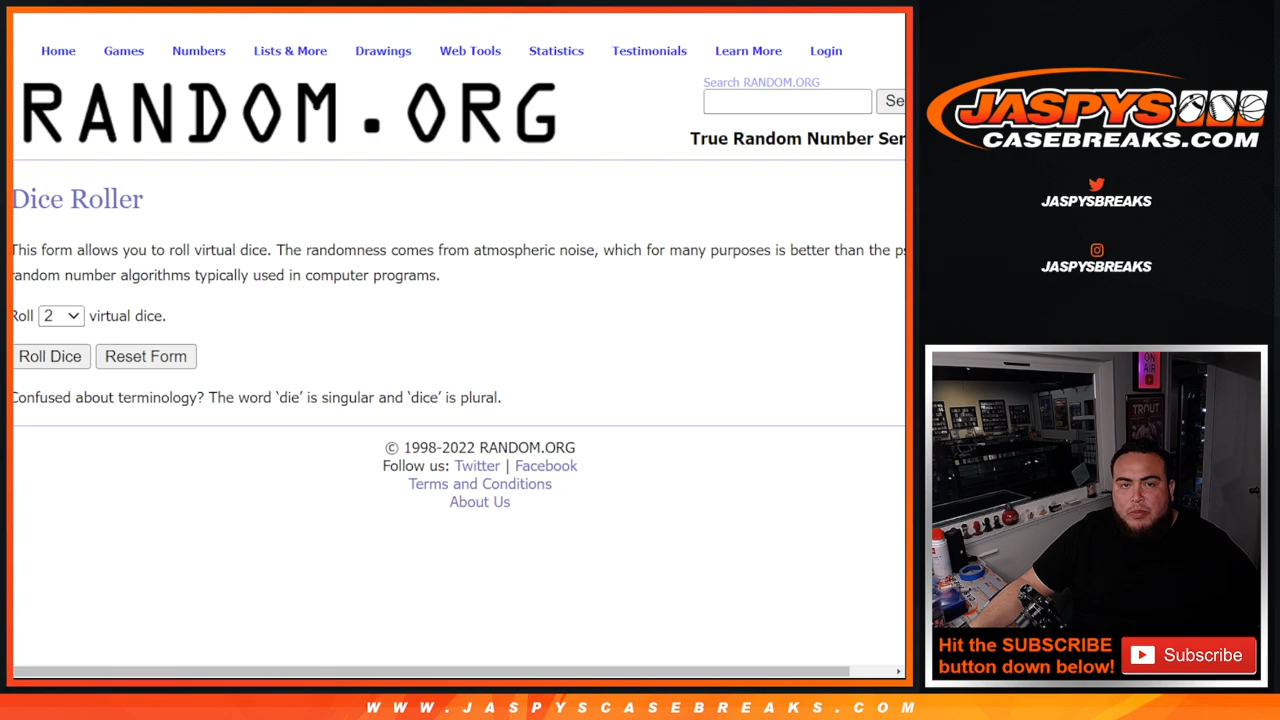 Home Games Numbers Lists & More Drawings Web Tools Statistics Testimonials Learn More Login
RANDOM.ORG
Search RANDOM.ORG
Se
True Random Number Ser
Dice Roller
This form allows you to roll virtual dice. The randomness comes from atmospheric noise, which for many purposes is better than the ps
random number algorithms typically used in computer programs.
Roll 2 virtual dice.
Roll Dice Reset Form
Confused about terminology? The word ‘die’ is singular and ‘dice’ is plural.
© 1998-2022 RANDOM.ORG
Follow us: Twitter | Facebook
Terms and Conditions
About Us
JASPYS
CASEBREAKS.COM
JASPYSBREAKS
JASPYSBREAKS
ON
AIR
TROUT
Hit the SUBSCRIBE
button down below!
Subscribe
WWW.JASPYSCASEBREAKS.COM